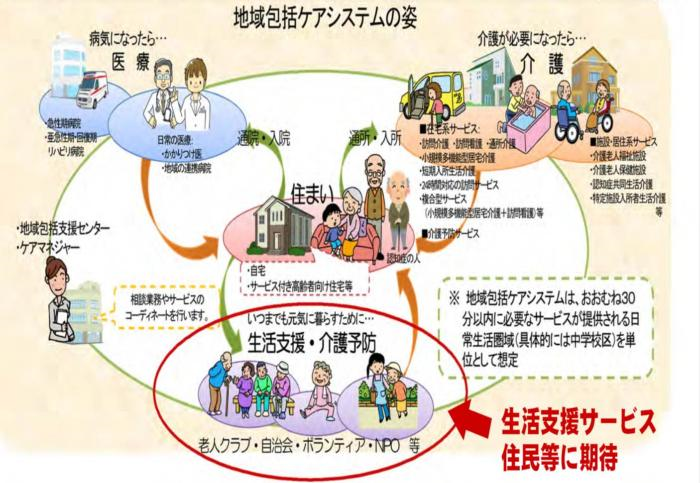 地域包括ケアシステムの姿
病気になったら…
医療
介護が必要になったら…
介護
・急性期病院
・亜急性期・回復期
リハビリ病院
日常の医療:
・かかりつけ医
・地域の連携病院
通院・入院
通所・入所
■在宅系サービス:
・訪問介護・訪問看護・通所介護
・小規模多機能型居宅介護
・短期入所生活介護
・24時間対応の訪問サービス
・複合型サービス
（小規模多機能型居宅介護＋訪問看護）等
■介護予防サービス
■施設・居住系サービス
・介護老人福祉施設
・介護老人保健施設
・認知症共同生活介護
・特定施設入所者生活介護
等
住まい
認知症の人
・自宅
・サービス付き高齢者向け住宅等
・地域包括支援センター
・ケアマネジャー
相談業務やサービスの
コーディネートを行います。
いつまでも元気に暮らすために…
生活支援・介護予防
老人クラブ・自治会・ボランティア・NPO 等
※ 地域包括ケアシステムは、おおむね30
分以内に必要なサービスが提供される日
常生活圏域（具体的には中学校区）を単
位として想定
生活支援サービス
住民等に期待